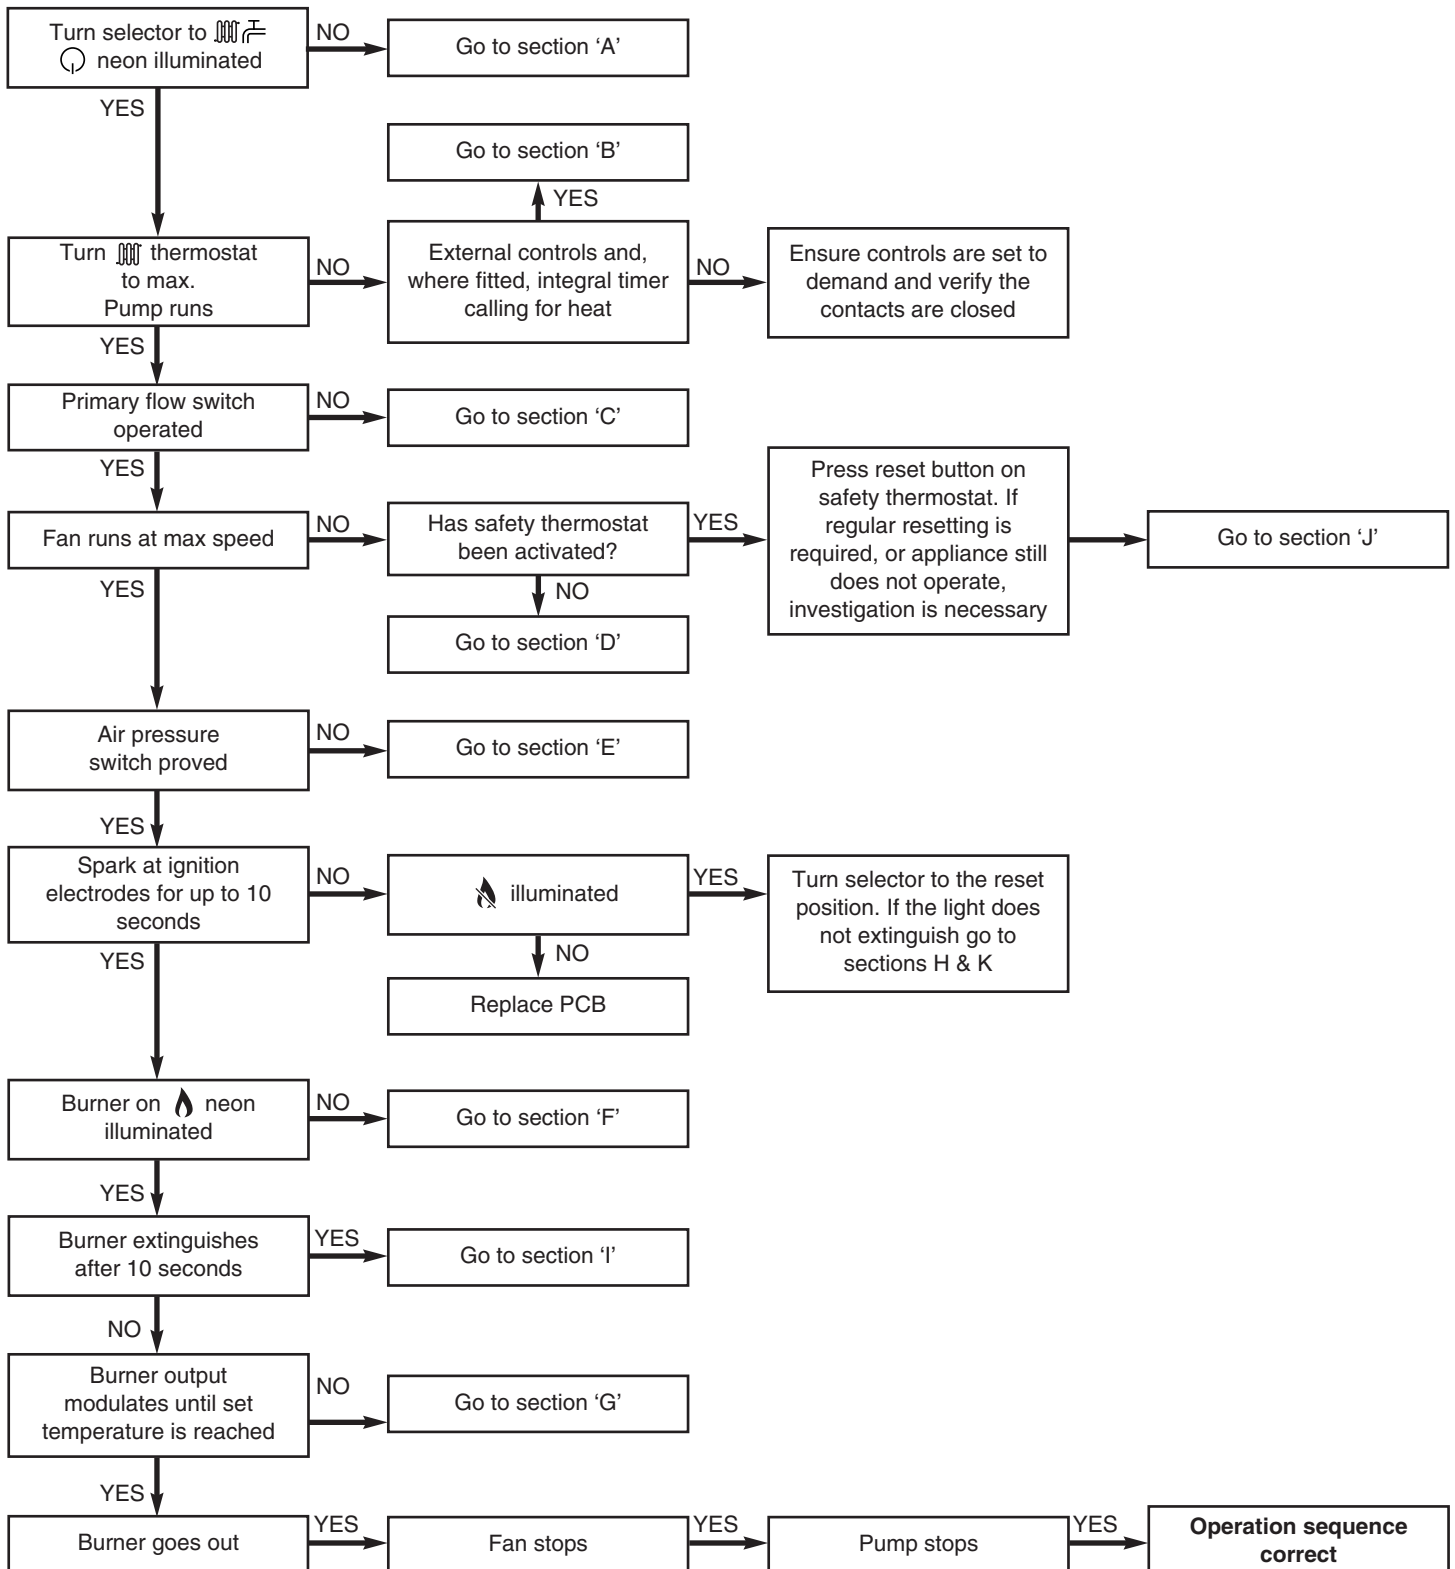 Turn selector to
neon illuminated
NO
Go to section ‘A’
YES
Go to section ‘B’
YES
Turn thermostat
to max.
Pump runs
NO
External controls and,
where fitted, integral timer
calling for heat
NO
Ensure controls are set to
demand and verify the
contacts are closed
YES
Primary flow switch
operated
NO
Go to section ‘C’
YES
Fan runs at max speed
NO
Has safety thermostat
been activated?
YES
Press reset button on
safety thermostat. If
regular resetting is
required, or appliance still
does not operate,
investigation is necessary
Go to section ‘J’
NO
Go to section ‘D’
YES
Air pressure
switch proved
NO
Go to section ‘E’
YES
Spark at ignition
electrodes for up to 10
seconds
NO
illuminated
YES
Turn selector to the reset
position. If the light does
not extinguish go to
sections H & K
NO
Replace PCB
YES
Burner on neon
illuminated
NO
Go to section ‘F’
YES
Burner extinguishes
after 10 seconds
YES
Go to section ‘I’
NO
Burner output
modulates until set
temperature is reached
NO
Go to section ‘G’
YES
Burner goes out
YES
Fan stops
YES
Pump stops
YES
Operation sequence
correct